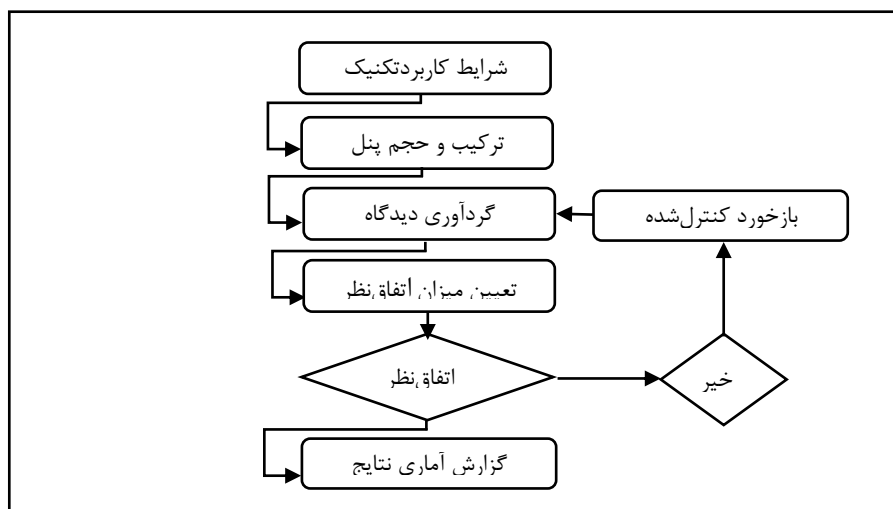 شرایط کاربردتکنیک
ترکیب و حجم پنل
گردآوری دیدگاه
بازخورد کنترل‌شده
تعیین میزان اتفاق‌نظر
اتفاق‌نظر
خیر
گزارش آماری نتایج